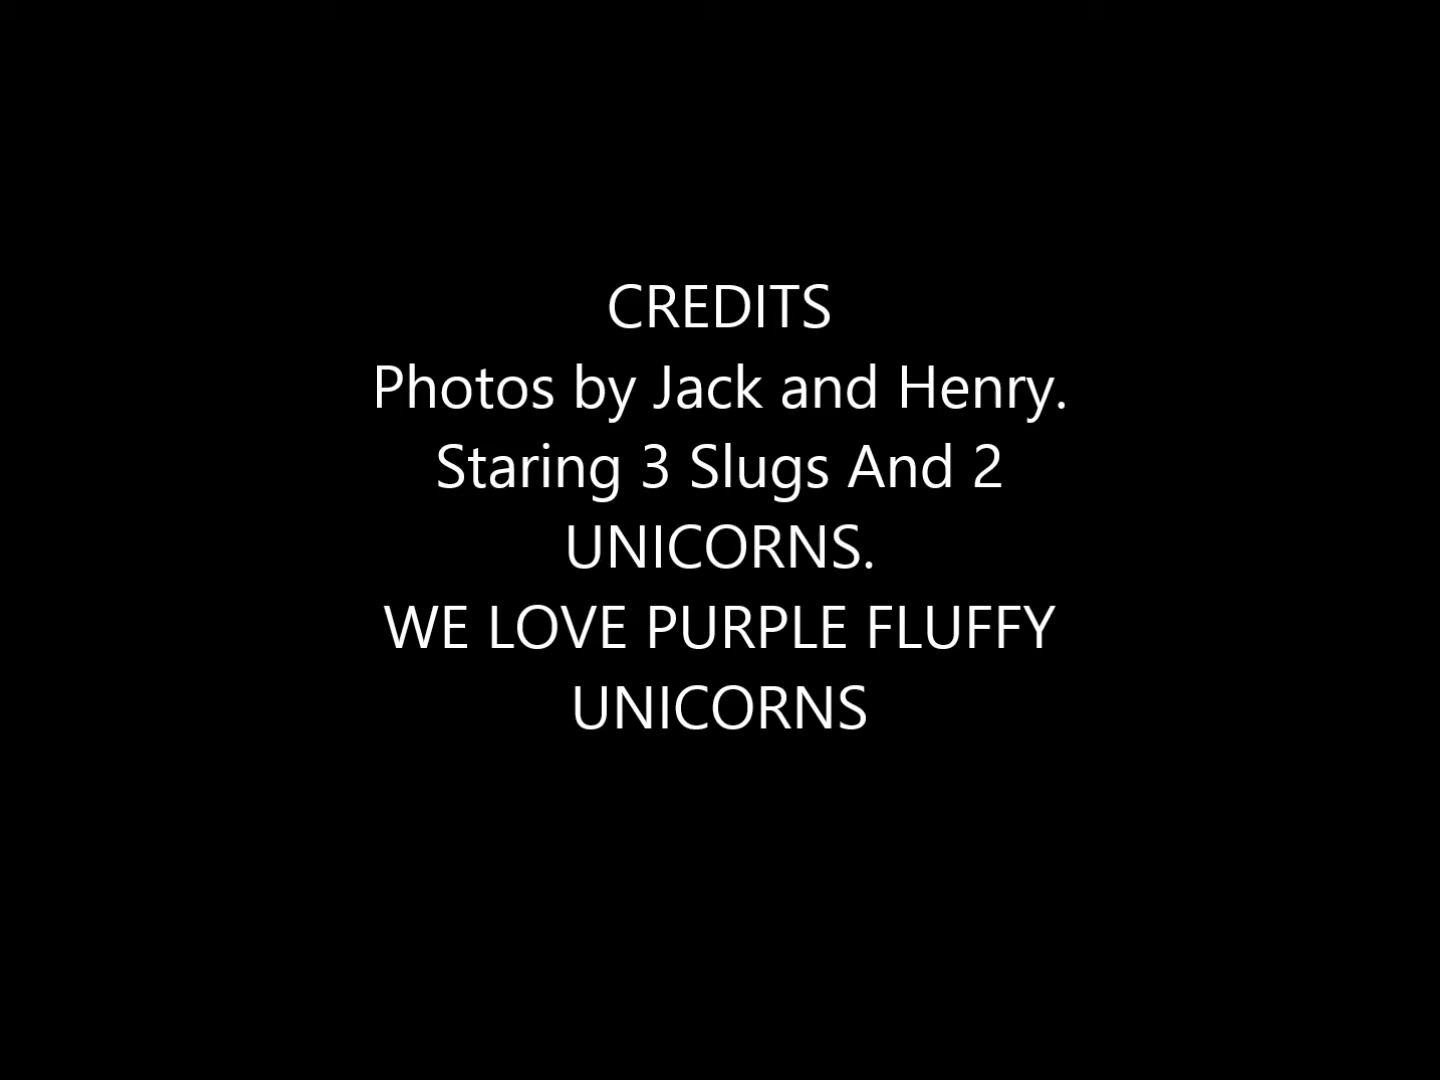 CREDITS
Photos by Jack and Henry.
Staring 3 Slugs And 2
UNICORNS.
WE LOVE PURPLE FLUFFY
UNICORNS